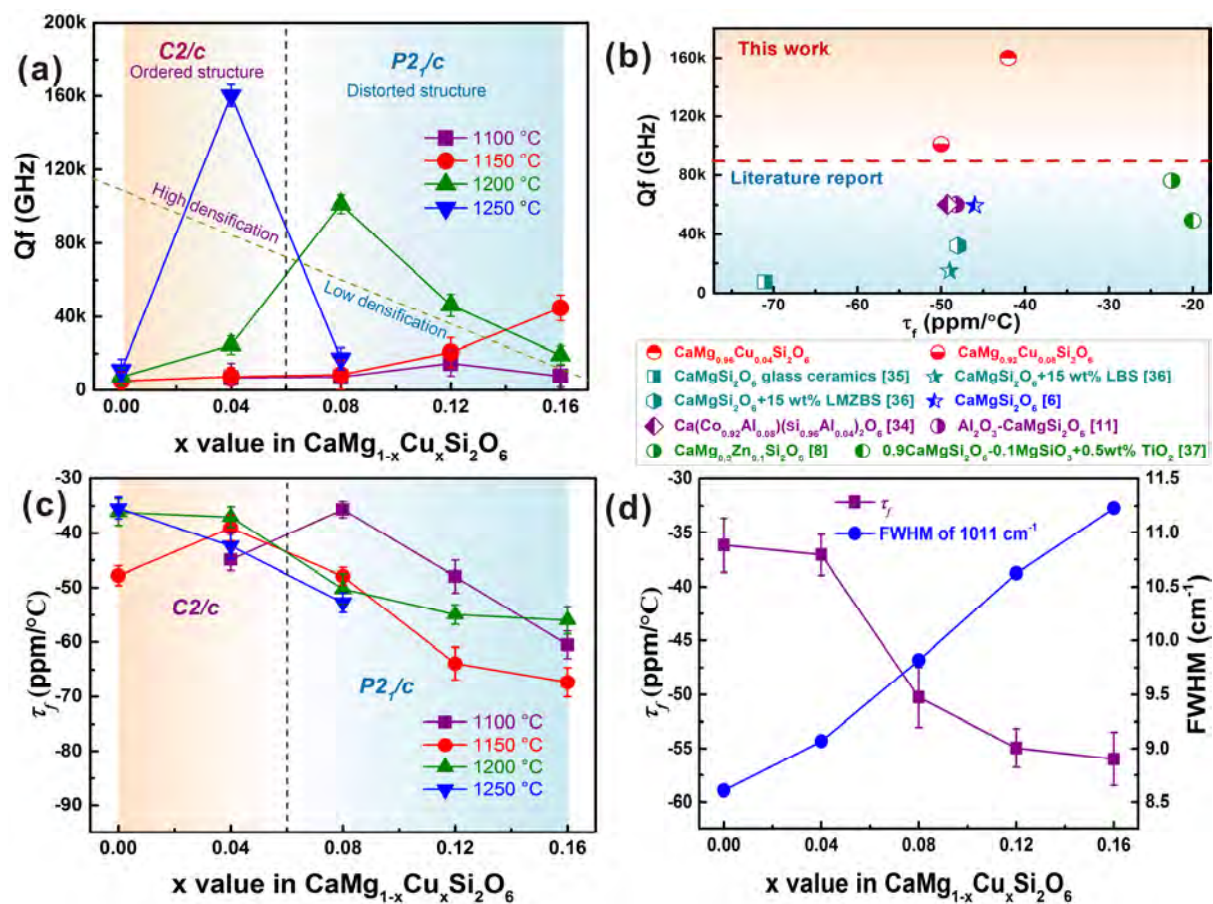 (a)
200k
160k
120k
80k
40k
0
Qf (GHz)
C2/c
Ordered structure
P2₁/c
Distorted structure
1100 °C
1150 °C
1200 °C
1250 °C
High densification
Low densification
0.00 0.04 0.08 0.12 0.16
x value in CaMg₁₋ₓCuₓSi₂O₆
(b)
160k
120k
80k
40k
0
Qf (GHz)
This work
Literature report
-70 -60 -50 -40 -30 -20
τf (ppm/°C)
CaMg₀.₉₆Cu₀.₀₄Si₂O₆ CaMg₀.₉₂Cu₀.₀₈Si₂O₆
CaMgSi₂O₆ glass ceramics [35] CaMgSi₂O₆+15 wt% LBS [36]
CaMgSi₂O₆+15 wt% LMZBS [36] CaMgSi₂O₆ [6]
Ca(Co₀.₉₂Al₀.₀₈)(si₀.₉₆Al₀.₀₄)₂O₆ [34] Al₂O₃-CaMgSi₂O₆ [11]
CaMg₀.₉Zn₀.₁Si₂O₆ [8] 0.9CaMgSi₂O₆-0.1MgSiO₃+0.5wt% TiO₂ [37]
(c)
-30
-40
-50
-60
-70
-80
-90
τf (ppm/°C)
C2/c
P2₁/c
1100 °C
1150 °C
1200 °C
1250 °C
0.00 0.04 0.08 0.12 0.16
x value in CaMg₁₋ₓCuₓSi₂O₆
(d)
-30
-35
-40
-45
-50
-55
-60
τf (ppm/°C)
τf
FWHM of 1011 cm⁻¹
11.5
11.0
10.5
10.0
9.5
9.0
8.5
FWHM (cm⁻¹)
0.00 0.04 0.08 0.12 0.16
x value in CaMg₁₋ₓCuₓSi₂O₆